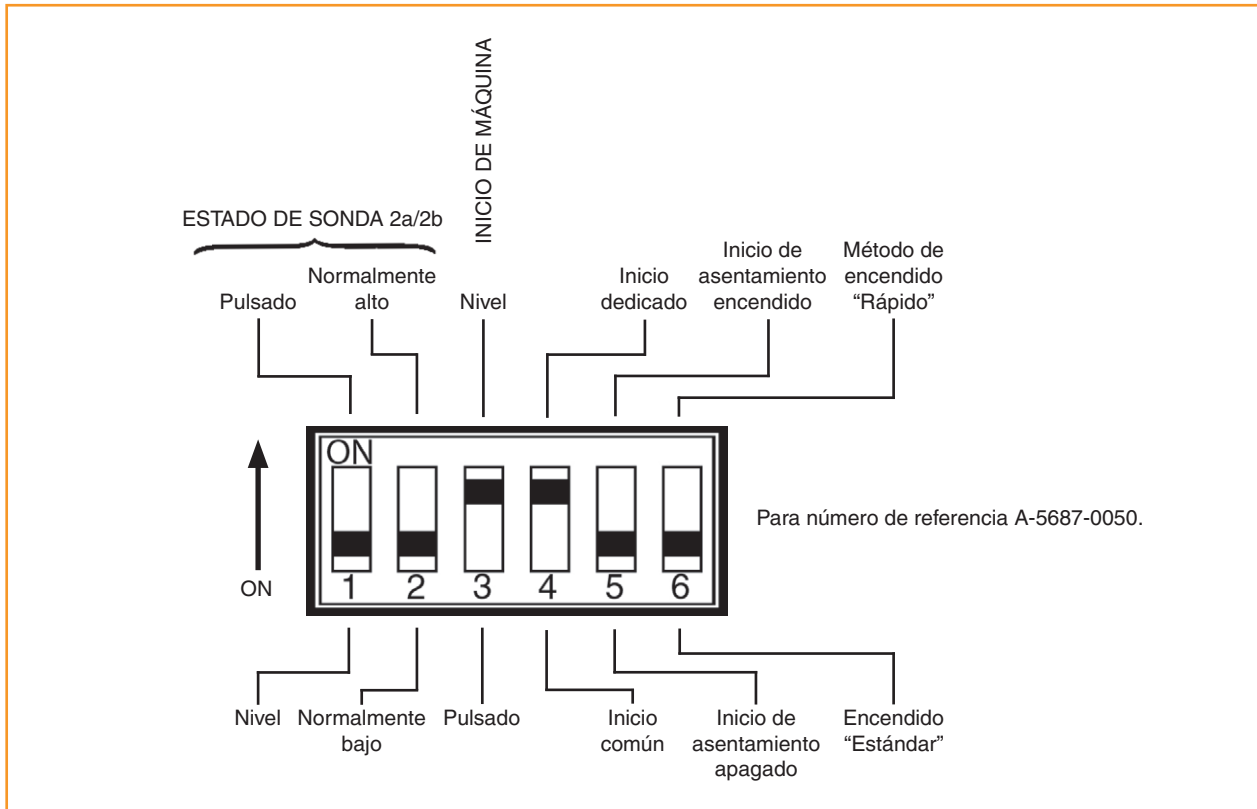 INICIO DE MÁQUINA
ESTADO DE SONDA 2a/2b
Pulsado
Normalmente
alto
Nivel
Inicio
dedicado
Inicio de
asentamiento
encendido
Método de
encendido
“Rápido”
ON
ON
1 2 3 4 5 6
Para número de referencia A-5687-0050.
Nivel
Normalmente
bajo
Pulsado
Inicio
común
Inicio de
asentamiento
apagado
Encendido
“Estándar”